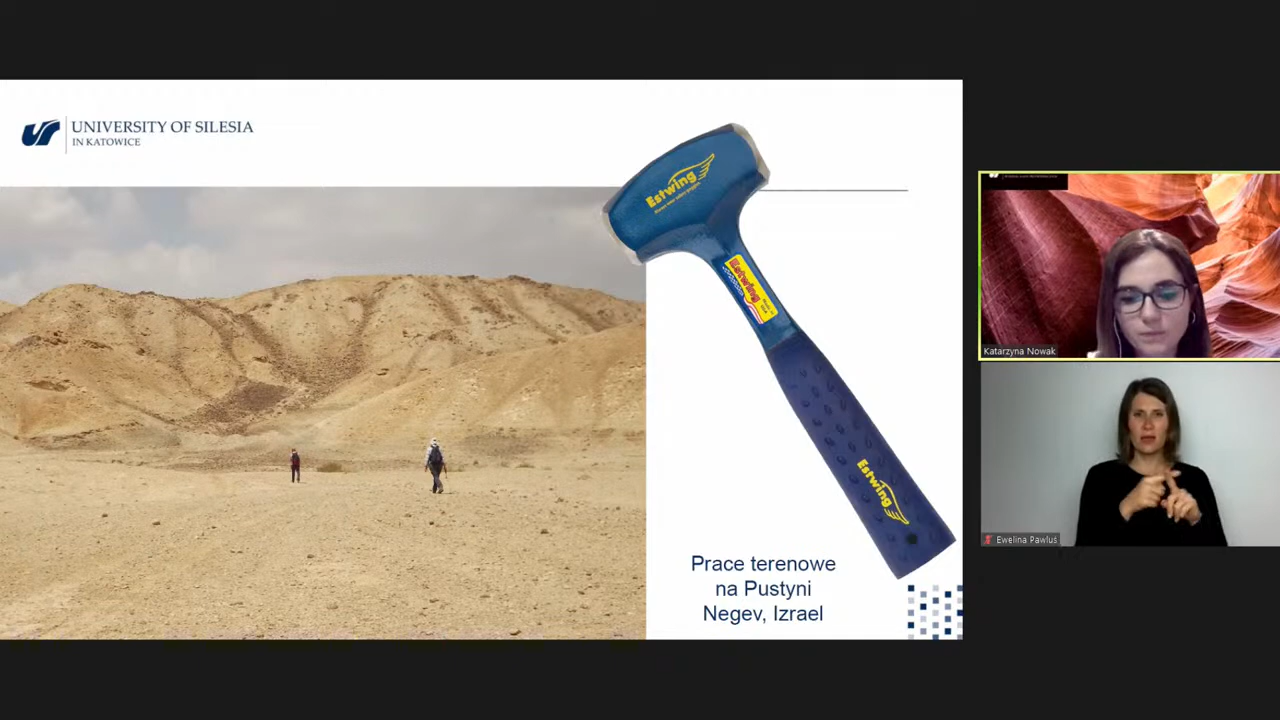 UNIVERSITY OF SILESIA
IN KATOWICE
Estwing
Estwing
Estwing
Prace terenowe
na Pustyni
Negev, Izrael
Katarzyna Nowak
Ewelina Pawluś